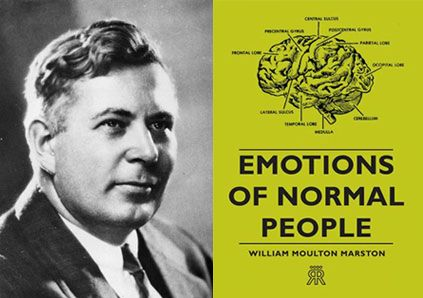 CENTRAL SULCUS
PRECENTRAL GYRUS
POSTCENTRAL GYRUS
PARIETAL LOBE
FRONTAL LOBE
OCCIPITAL LOBE
LATERAL SULCUS
TEMPORAL LOBE
CEREBELLUM
MEDULLA
EMOTIONS
OF NORMAL
PEOPLE
WILLIAM MOULTON MARSTON